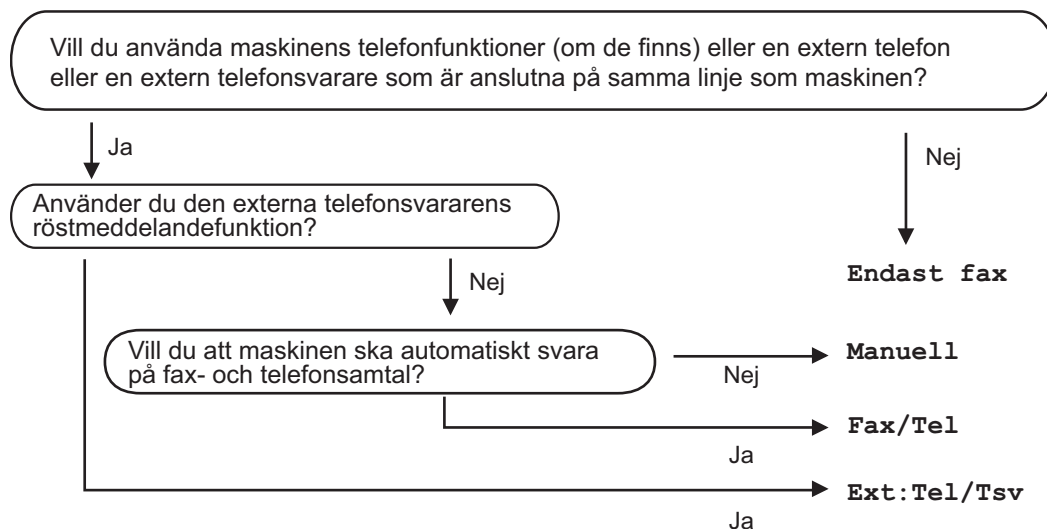 Vill du använda maskinens telefonfunktioner (om de finns) eller en extern telefon
eller en extern telefonsvarare som är anslutna på samma linje som maskinen?
Ja
Nej
Använder du den externa telefonsvararens
röstmeddelandefunktion?
Nej
Endast fax
Vill du att maskinen ska automatiskt svara
på fax- och telefonsamtal?
Nej
Manuell
Ja
Fax/Tel
Ja
Ext:Tel/Tsv